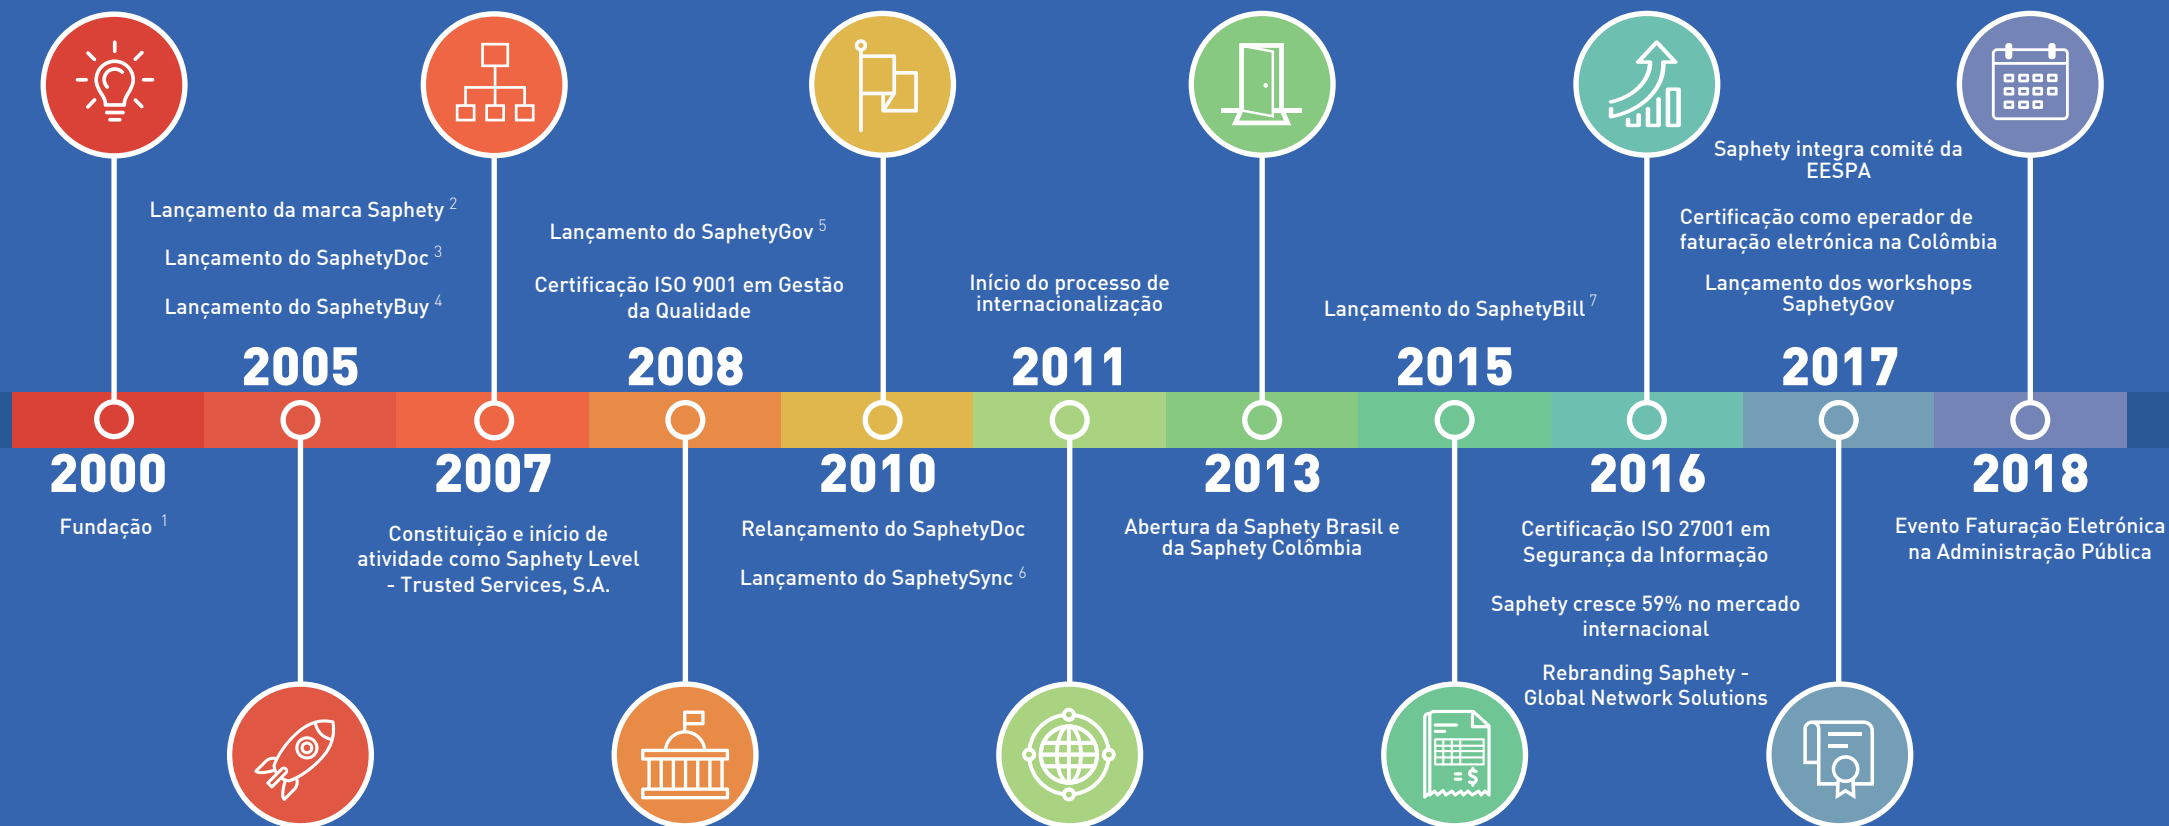 2000
Fundação 1
Lançamento da marca Saphety 2
Lançamento do SaphetyDoc 3
Lançamento do SaphetyBuy 4
2005
2007
Constituição e início de
atividade como Saphety Level
- Trusted Services, S.A.
Lançamento do SaphetyGov 5
Certificação ISO 9001 em Gestão
da Qualidade
2008
2010
Relançamento do SaphetyDoc
Lançamento do SaphetySync 6
Início do processo de
internacionalização
2011
2013
Abertura da Saphety Brasil e
da Saphety Colômbia
Lançamento do SaphetyBill 7
2015
= $
2016
Certificação ISO 27001 em
Segurança da Informação
Saphety cresce 59% no mercado
internacional
Rebranding Saphety -
Global Network Solutions
Saphety integra comité da
EESPA
Certificação como eperador de
faturação eletrónica na Colômbia
Lançamento dos workshops
SaphetyGov
2017
2018
Evento Faturação Eletrónica
na Administração Pública